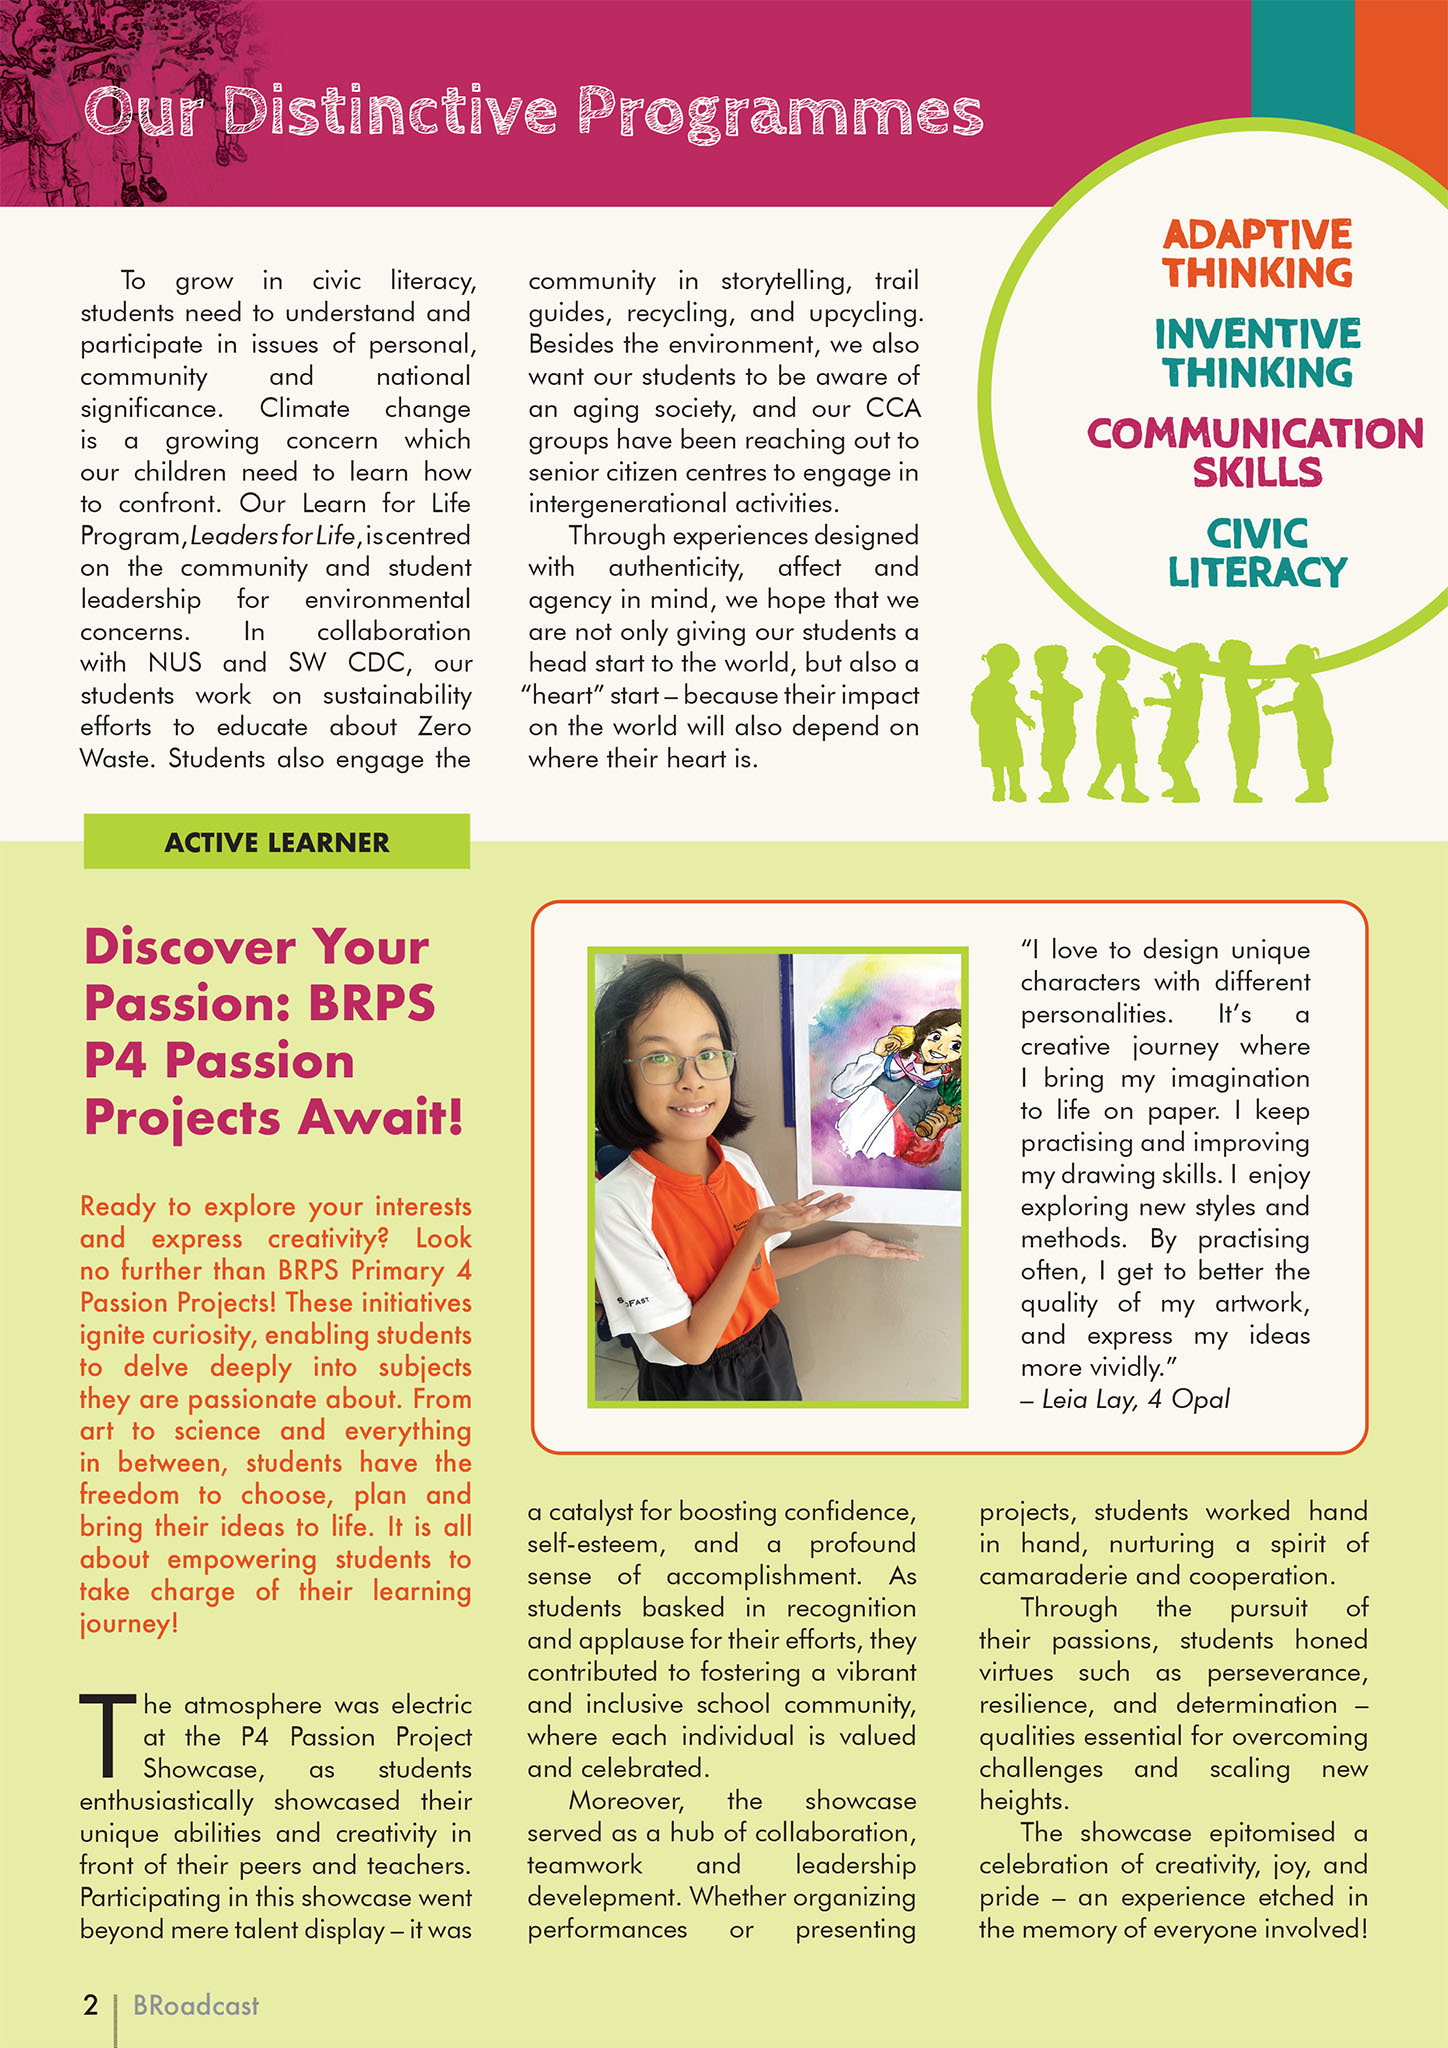 Our Distinctive Programmes
To grow in civic literacy,
students need to understand and
participate in issues of personal,
community and national
significance. Climate change
is a growing concern which
our children need to learn how
to confront. Our Learn for Life
Program, Leaders for Life, is centred
on the community and student
leadership for environmental
concerns. In collaboration
with NUS and SW CDC, our
students work on sustainability
efforts to educate about Zero
Waste. Students also engage the
community in storytelling, trail
guides, recycling, and upcycling.
Besides the environment, we also
want our students to be aware of
an aging society, and our CCA
groups have been reaching out to
senior citizen centres to engage in
intergenerational activities.
Through experiences designed
with authenticity, affect and
agency in mind, we hope that we
are not only giving our students a
head start to the world, but also a
“heart” start – because their impact
on the world will also depend on
where their heart is.
ADAPTIVE
THINKING
INVENTIVE
THINKING
COMMUNICATION
SKILLS
CIVIC
LITERACY
ACTIVE LEARNER
Discover Your
Passion: BRPS
P4 Passion
Projects Await!
Ready to explore your interests
and express creativity? Look
no further than BRPS Primary 4
Passion Projects! These initiatives
ignite curiosity, enabling students
to delve deeply into subjects
they are passionate about. From
art to science and everything
in between, students have the
freedom to choose, plan and
bring their ideas to life. It is all
about empowering students to
take charge of their learning
journey!
“I love to design unique
characters with different
personalities. It’s a
creative journey where
I bring my imagination
to life on paper. I keep
practising and improving
my drawing skills. I enjoy
exploring new styles and
methods. By practising
often, I get to better the
quality of my artwork,
and express my ideas
more vividly.”
– Leia Lay, 4 Opal
The atmosphere was electric
at the P4 Passion Project
Showcase, as students
enthusiastically showcased their
unique abilities and creativity in
front of their peers and teachers.
Participating in this showcase went
beyond mere talent display – it was
a catalyst for boosting confidence,
self-esteem, and a profound
sense of accomplishment. As
students basked in recognition
and applause for their efforts, they
contributed to fostering a vibrant
and inclusive school community,
where each individual is valued
and celebrated.
Moreover, the showcase
served as a hub of collaboration,
teamwork and leadership
develepment. Whether organizing
performances or presenting
projects, students worked hand
in hand, nurturing a spirit of
camaraderie and cooperation.
Through the pursuit of
their passions, students honed
virtues such as perseverance,
resilience, and determination –
qualities essential for overcoming
challenges and scaling new
heights.
The showcase epitomised a
celebration of creativity, joy, and
pride – an experience etched in
the memory of everyone involved!
2
BRoadcast